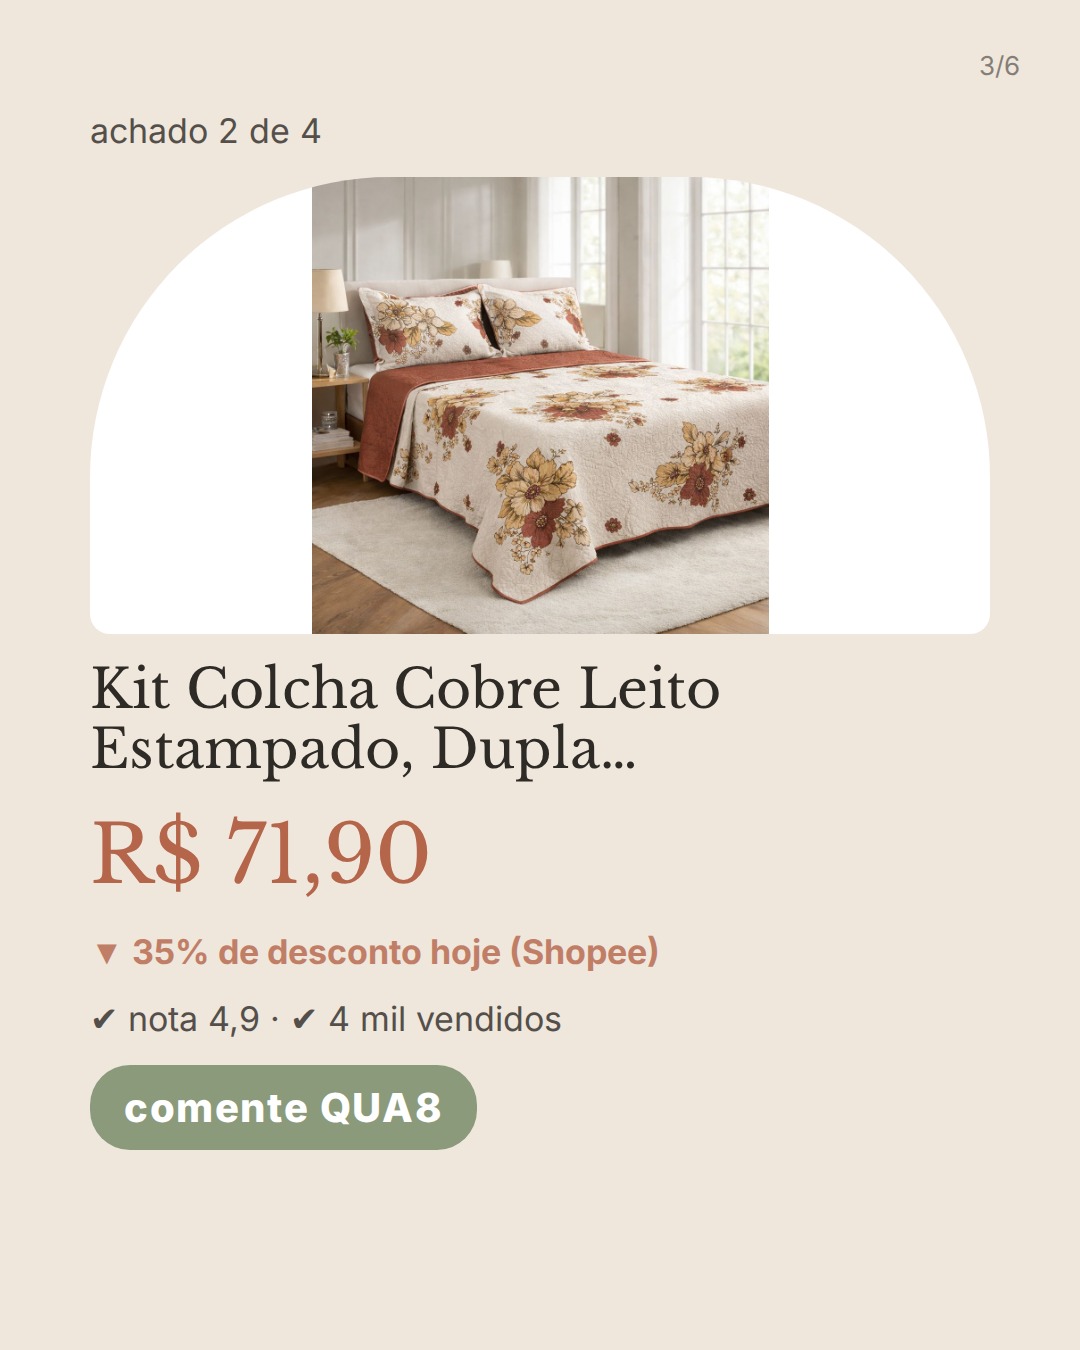 3/6
achado 2 de 4
Kit Colcha Cobre Leito
Estampado, Dupla...
R$ 71,90
▼ 35% de desconto hoje (Shopee)
✔ nota 4,9 · ✔ 4 mil vendidos
comente QUA8